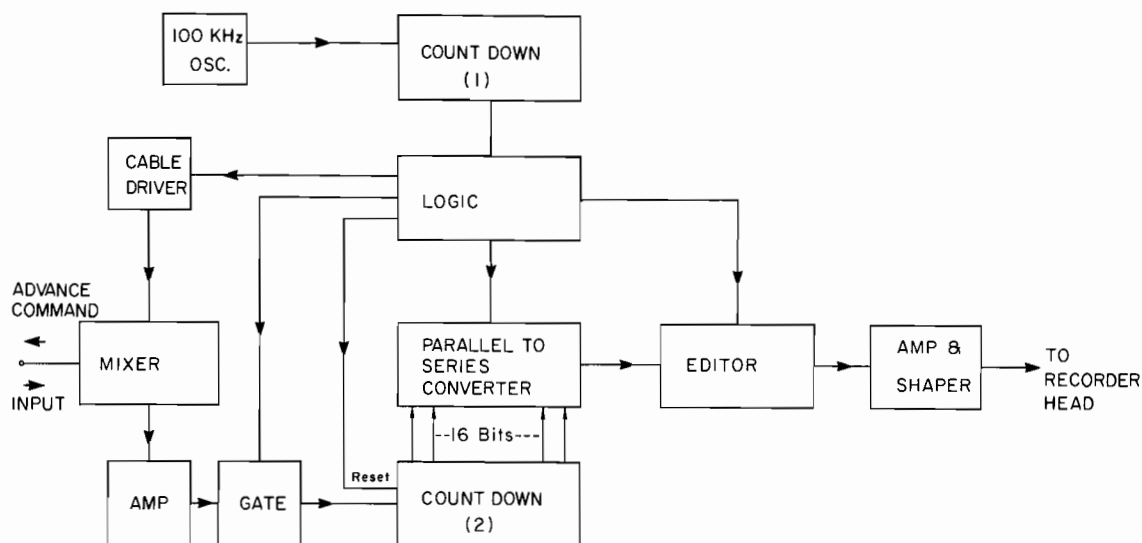 100 KHz
OSC.
COUNT DOWN
(1)
CABLE
DRIVER
LOGIC
ADVANCE
COMMAND
MIXER
INPUT
PARALLEL TO
SERIES
CONVERTER
EDITOR
AMP &
SHAPER
TO
RECORDER
HEAD
--16 Bits---
Reset
AMP
GATE
COUNT DOWN
(2)